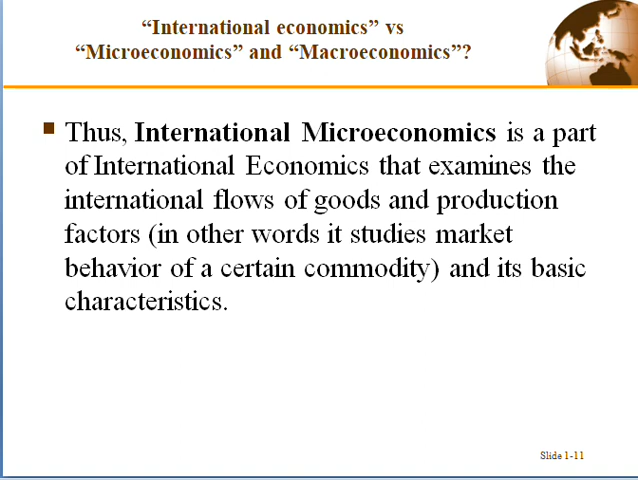 “International economics” vs
“Microeconomics” and “Macroeconomics”?
Thus, International Microeconomics is a part
of International Economics that examines the
international flows of goods and production
factors (in other words it studies market
behavior of a certain commodity) and its basic
characteristics.
Slide 1-11